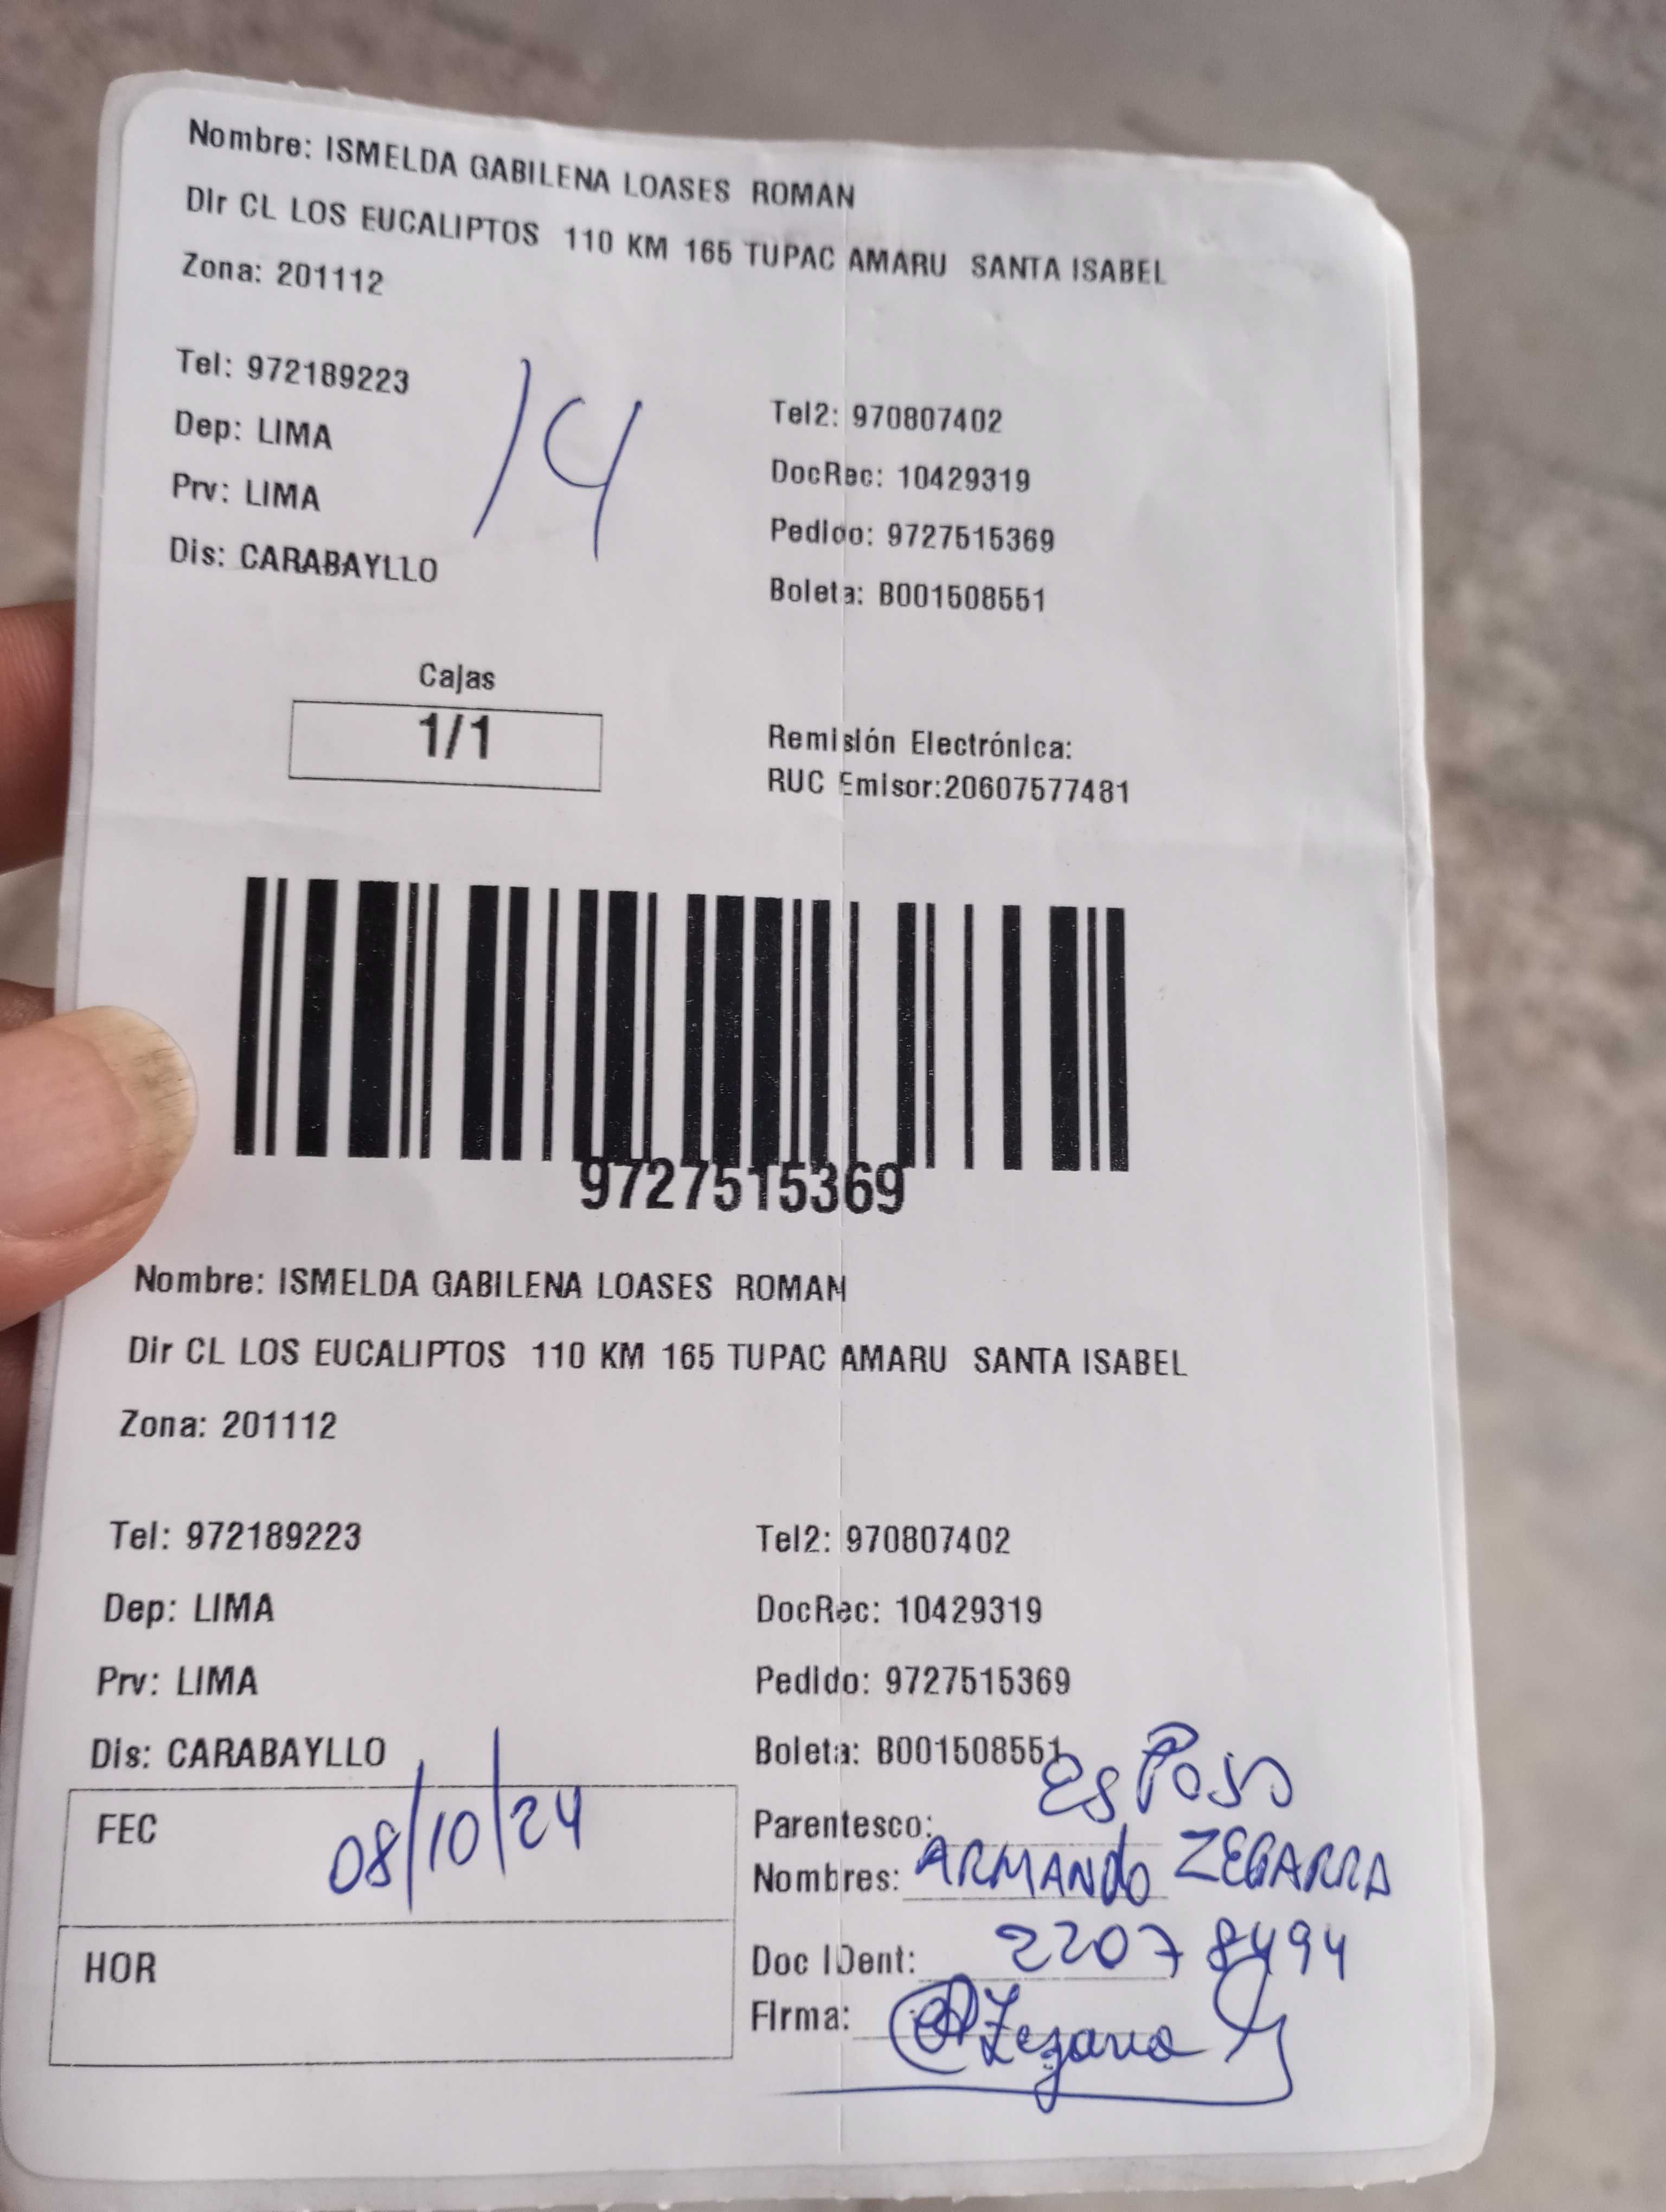 Nombre: ISMELDA GABILENA LOASES ROMAN
Dir CL LOS EUCALIPTOS 110 KM 165 TUPAC AMARU SANTA ISABEL
Zona: 201112
Tel: 972189223
Tel2: 970807402
Dep: LIMA
DocRec: 10429319
Prv: LIMA
Pedido: 9727515369
Dis: CARABAYLLO
Boleta: B001508551
14
Cajas
1/1
Remisión Electrónica:
RUC Emisor:20607577481
9727515369
Nombre: ISMELDA GABILENA LOASES ROMAN
Dir CL LOS EUCALIPTOS 110 KM 165 TUPAC AMARU SANTA ISABEL
Zona: 201112
Tel: 972189223
Tel2: 970807402
Dep: LIMA
DocRec: 10429319
Prv: LIMA
Pedido: 9727515369
Dis: CARABAYLLO
Boleta: B001508551
FEC 08/10/24
HOR
Parentesco: esPoso
Nombres: ARMANdo ZEGARRA
Doc IDent: 22078494
Firma: Zegarra